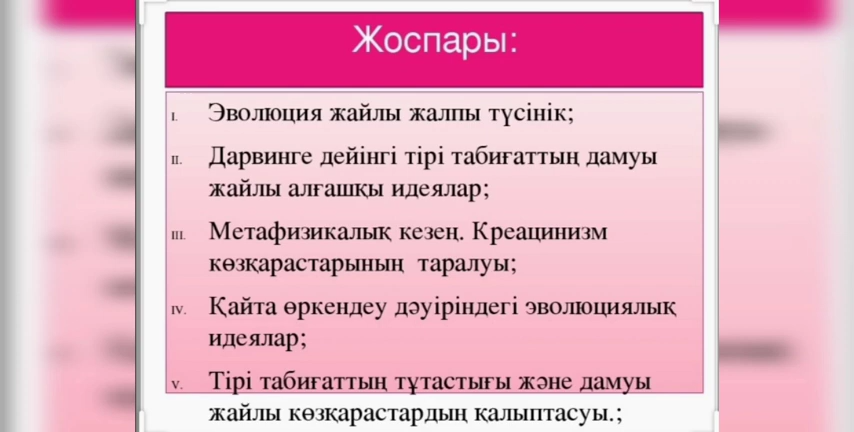 Жоспары:
I. Эволюция жайлы жалпы түсінік;
II. Дарвинге дейінгі тірі табиғаттың дамуы
жайлы алғашқы идеялар;
III. Метафизикалық кезең. Креацинизм
көзқарастарының таралуы;
IV. Қайта өркендеу дәуіріндегі эволюциялық
идеялар;
V. Тірі табиғаттың тұтастығы және дамуы
жайлы көзқарастардың қалыптасуы.;